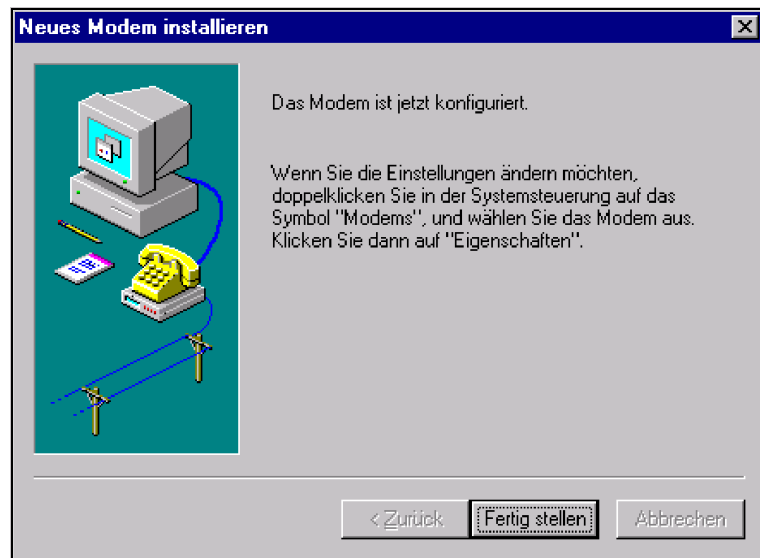 Neues Modem installieren
Das Modem ist jetzt konfiguriert.
Wenn Sie die Einstellungen ändern möchten,
doppelklicken Sie in der Systemsteuerung auf das
Symbol "Modems", und wählen Sie das Modem aus.
Klicken Sie dann auf "Eigenschaften".
< Zurück
Fertig stellen
Abbrechen